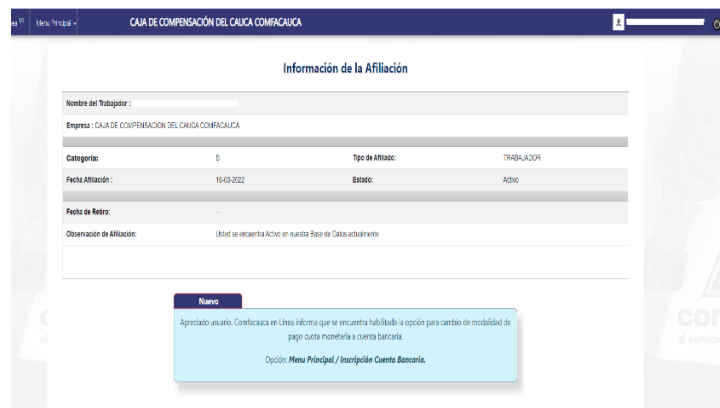 ea 10 Menu Principal CAJA DE COMPENSACIÓN DEL CAUCA COMFACAUCA
Información de la Afiliación
Nombre del Trabajador :
Empresa : CAJA DE COMPENSACION DEL CAUCA COMFACAUCA
Categoria: B Tipo de Afiliado: TRABAJADOR
Fecha Afiliación : 16-03-2022 Estado: Activo
Fecha de Retiro: --
Observación de Afiliación: Usted se encuentra Activo en nuestra Base de Datos actualmente
Nuevo
Apreciado usuario. Comfacauca en Línea informa que se encuentra habilitada la opción para cambio de modalidad de
pago cuota monetaria a cuenta bancaria.
Opción: Menu Principal / Inscripción Cuenta Bancaria.